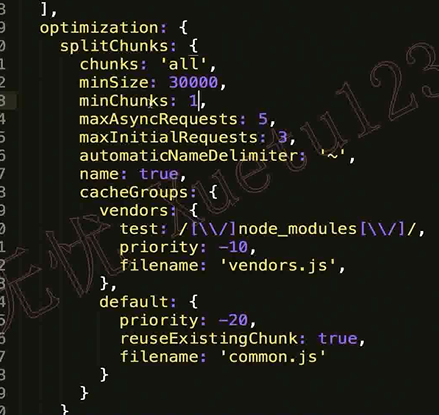 ],
optimization: {
splitChunks: {
chunks: 'all',
minSize: 30000,
minChunks: 1,
maxAsyncRequests: 5,
maxInitialRequests: 3,
automaticNameDelimiter: '~',
name: true,
cacheGroups: {
vendors: {
test: /[\\/]node_modules[\\/]/,
priority: -10,
filename: 'vendors.js',
},
default: {
priority: -20,
reuseExistingChunk: true,
filename: 'common.js'
}
}
}
无忧 xuetu123